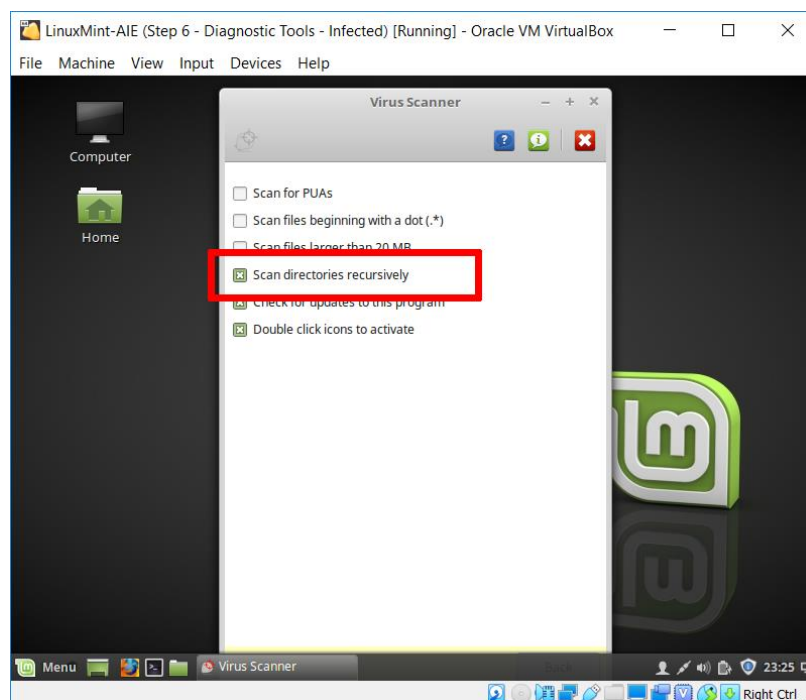 LinuxMint-AIE (Step 6 - Diagnostic Tools - Infected) [Running] - Oracle VM VirtualBox
File Machine View Input Devices Help
Virus Scanner
Computer
Home
Scan for PUAs
Scan files beginning with a dot (.*)
Scan files larger than 20 MB
Scan directories recursively
Check for updates to this program
Double click icons to activate
Back
Menu Virus Scanner 23:25
Right Ctrl